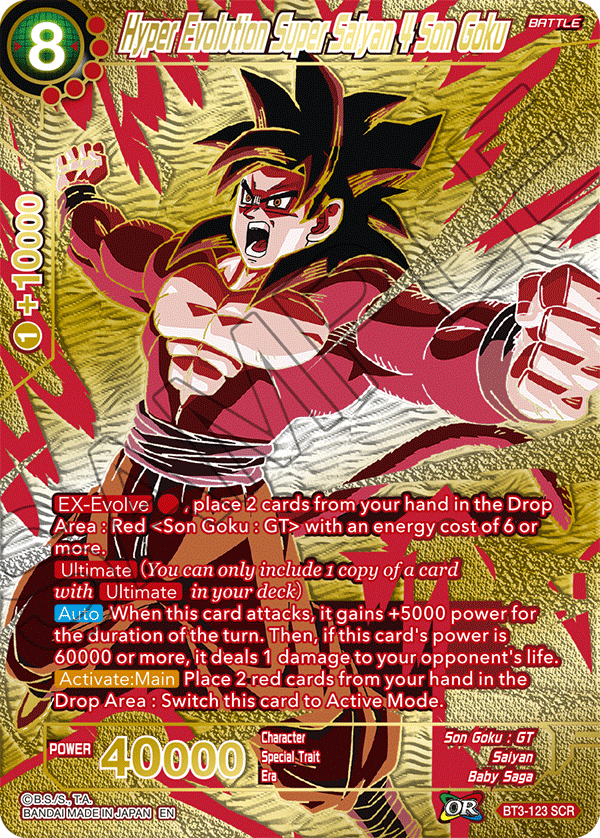 8
Hyper Evolution Super Saiyan 4 Son Goku
BATTLE
1 +10000
EX-Evolve , place 2 cards from your hand in the Drop
Area : Red <Son Goku : GT> with an energy cost of 6 or
more.
Ultimate (You can only include 1 copy of a card
with Ultimate in your deck)
Auto When this card attacks, it gains +5000 power for
the duration of the turn. Then, if this card's power is
60000 or more, it deals 1 damage to your opponent's life.
Activate:Main Place 2 red cards from your hand in the
Drop Area : Switch this card to Active Mode.
POWER 40000
Character Son Goku : GT
Special Trait Saiyan
Era Baby Saga
©B.S./S., T.A.
BANDAI MADE IN JAPAN EN
OR
BT3-123 SCR
SAMPLE